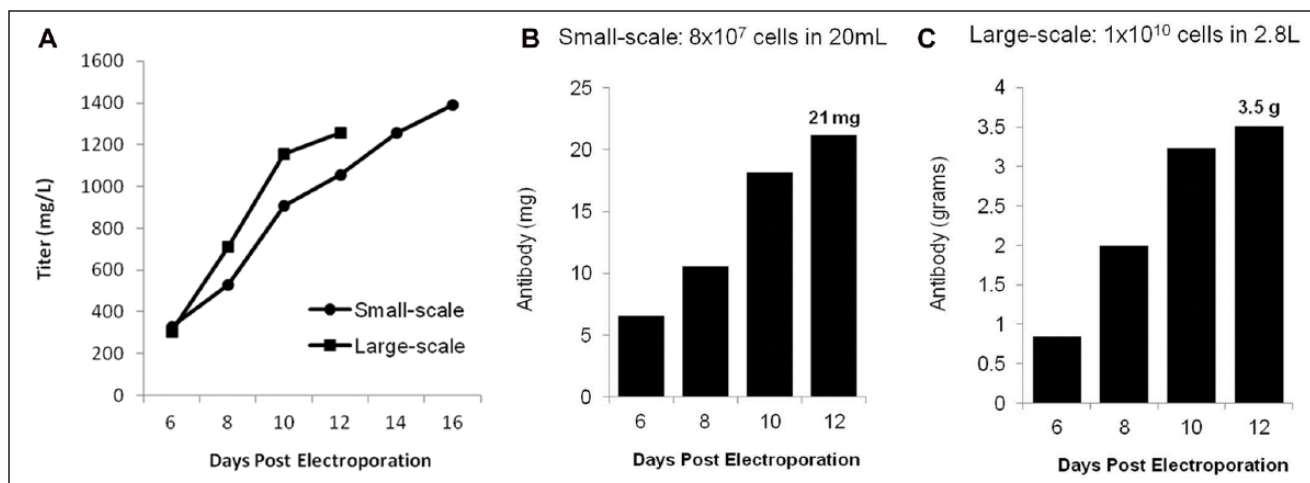 A
1600
1400
1200
1000
800
600
400
200
0
Titer (mg/L)
Small-scale
Large-scale
6 8 10 12 14 16
Days Post Electroporation
B Small-scale: 8x10⁷ cells in 20mL
25
20
15
10
5
0
Antibody (mg)
21 mg
6 8 10 12
Days Post Electroporation
C Large-scale: 1x10¹⁰ cells in 2.8L
4
3.5
3
2.5
2
1.5
1
0.5
0
Antibody (grams)
3.5 g
6 8 10 12
Days Post Electroporation